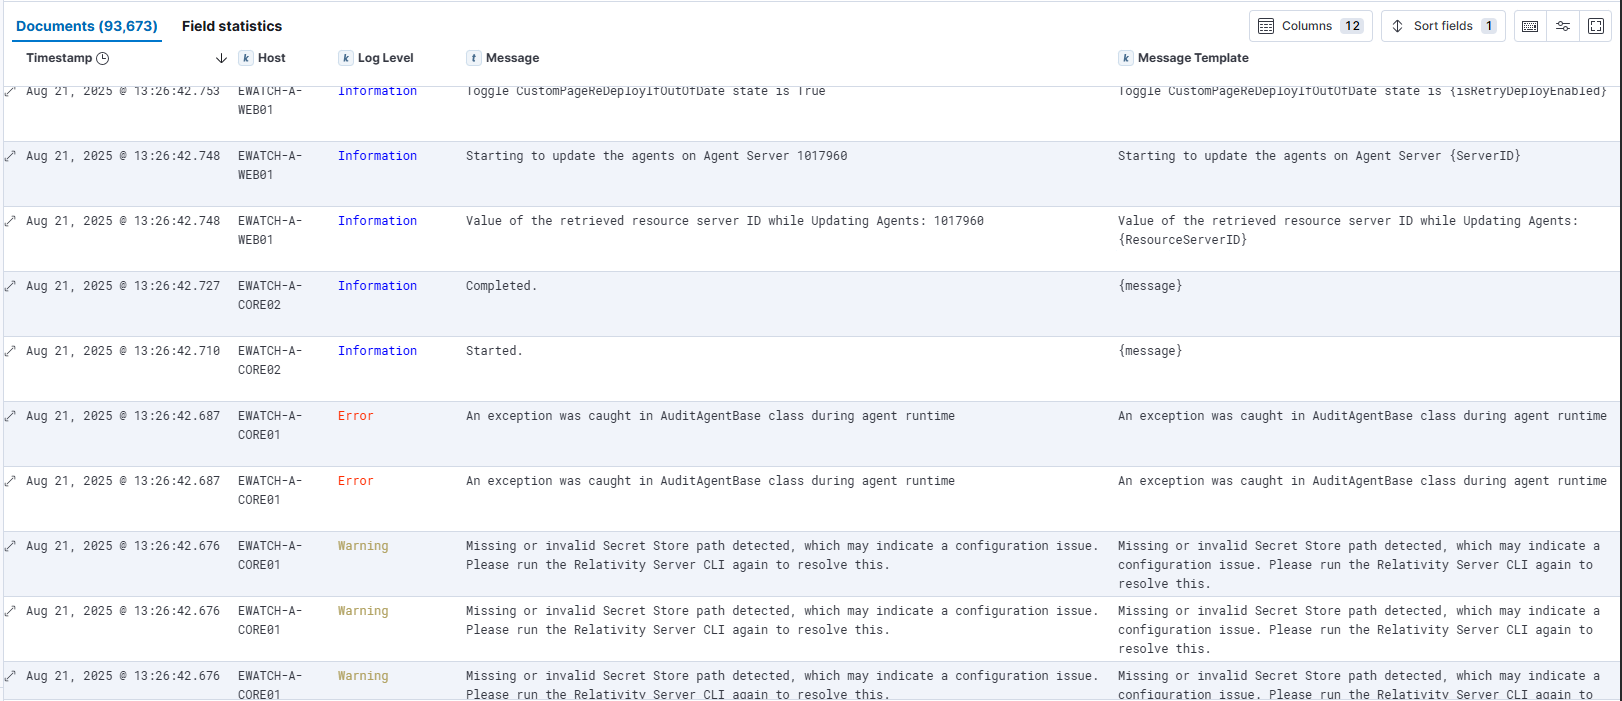 Documents (93,673) Field statistics Columns 12 Sort fields 1
Timestamp k Host k Log Level t Message k Message Template
Aug 21, 2025 @ 13:26:42.753 EWATCH-A- Information Toggle CustomPageReDeployIfOutOfDate state is True Toggle CustomPageReDeployIfOutOfDate state is {isRetryDeployEnabled}
WEB01
Aug 21, 2025 @ 13:26:42.748 EWATCH-A- Information Starting to update the agents on Agent Server 1017960 Starting to update the agents on Agent Server {ServerID}
WEB01
Aug 21, 2025 @ 13:26:42.748 EWATCH-A- Information Value of the retrieved resource server ID while Updating Agents: 1017960 Value of the retrieved resource server ID while Updating Agents:
WEB01 {ResourceServerID}
Aug 21, 2025 @ 13:26:42.727 EWATCH-A- Information Completed. {message}
CORE02
Aug 21, 2025 @ 13:26:42.710 EWATCH-A- Information Started. {message}
CORE02
Aug 21, 2025 @ 13:26:42.687 EWATCH-A- Error An exception was caught in AuditAgentBase class during agent runtime An exception was caught in AuditAgentBase class during agent runtime
CORE01
Aug 21, 2025 @ 13:26:42.687 EWATCH-A- Error An exception was caught in AuditAgentBase class during agent runtime An exception was caught in AuditAgentBase class during agent runtime
CORE01
Aug 21, 2025 @ 13:26:42.676 EWATCH-A- Warning Missing or invalid Secret Store path detected, which may indicate a configuration issue. Missing or invalid Secret Store path detected, which may indicate a
CORE01 Please run the Relativity Server CLI again to resolve this. configuration issue. Please run the Relativity Server CLI again to
resolve this.
Aug 21, 2025 @ 13:26:42.676 EWATCH-A- Warning Missing or invalid Secret Store path detected, which may indicate a configuration issue. Missing or invalid Secret Store path detected, which may indicate a
CORE01 Please run the Relativity Server CLI again to resolve this. configuration issue. Please run the Relativity Server CLI again to
resolve this.
Aug 21, 2025 @ 13:26:42.676 EWATCH-A- Warning Missing or invalid Secret Store path detected, which may indicate a configuration issue. Missing or invalid Secret Store path detected, which may indicate a
CORE01 Please run the Relativity Server CLI again to resolve this. configuration issue. Please run the Relativity Server CLI again to